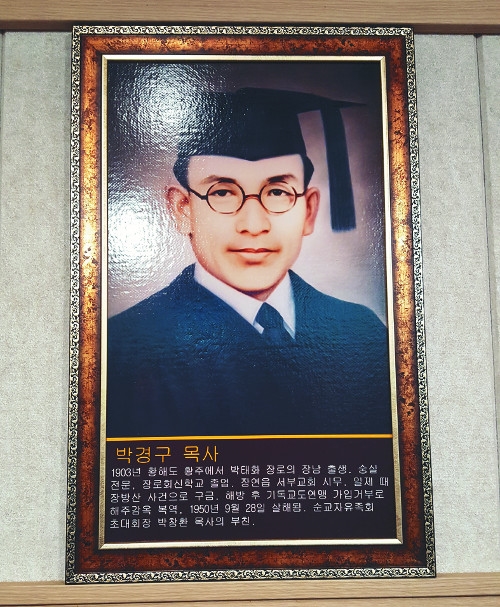 박경구 목사
1903년 황해도 황주에서 박태화 장로의 장남 출생. 숭실
전문, 장로회신학교 졸업. 장연읍 서부교회 시무. 일제 때
장방산 사건으로 구금. 해방 후 기독교도연맹 가입거부로
해주감옥 복역. 1950년 9월 28일 살해됨. 순교자유족회
초대회장 박창환 목사의 부친.